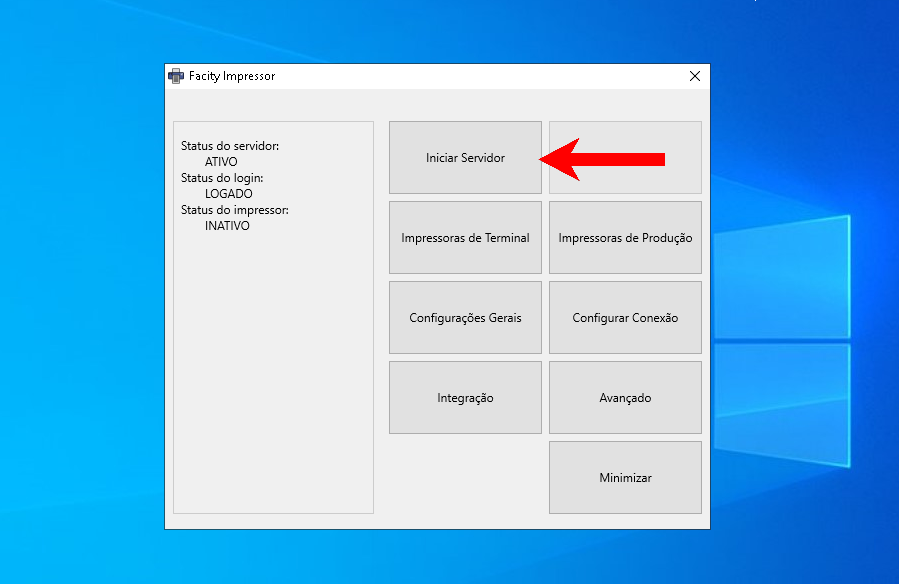 Facity Impressor
Status do servidor:
ATIVO
Status do login:
LOGADO
Status do impressor:
INATIVO
Iniciar Servidor
Impressoras de Terminal
Impressoras de Produção
Configurações Gerais
Configurar Conexão
Integração
Avançado
Minimizar